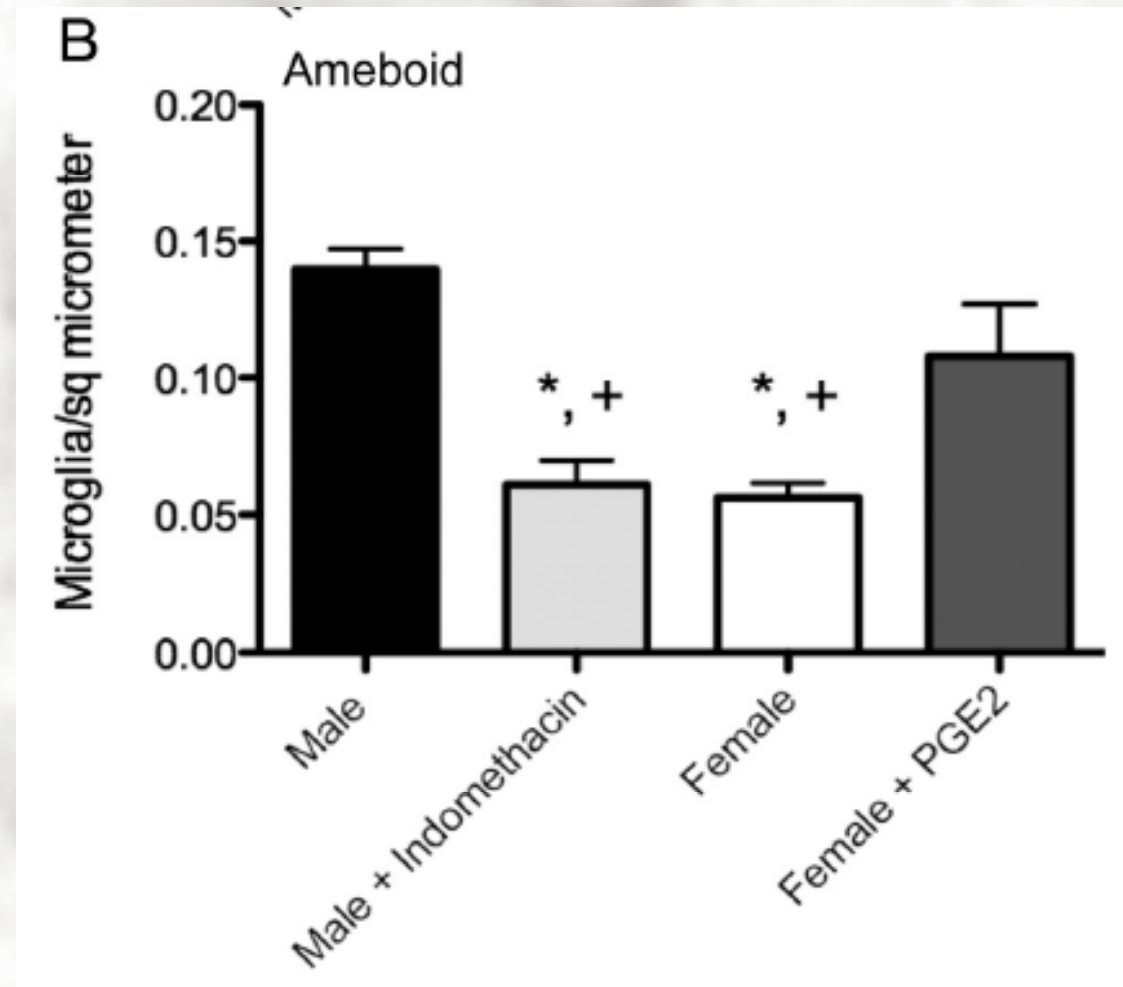 B
Ameboid
Microglia/sq micrometer
0.20
0.15
0.10
0.05
0.00
*, +
*, +
Male
Male + Indomethacin
Female
Female + PGE2